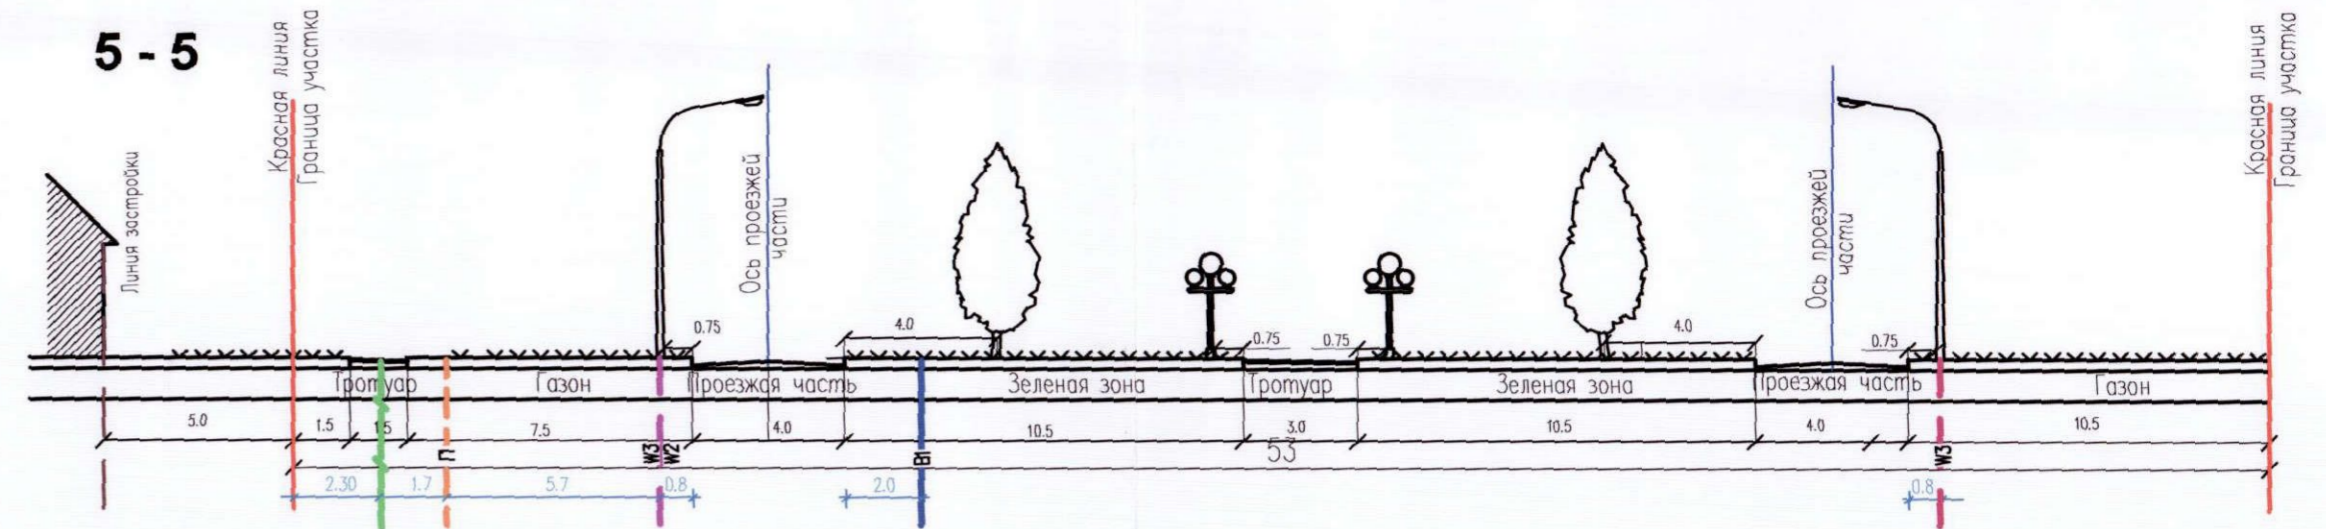 5 - 5
Красная линия
Граница участка
Красная линия
Граница участка
Линия застройки
Ось проезжей
части
Ось проезжей
части
0.75
4.0
0.75
0.75
4.0
0.75
Тротуар
Газон
Проезжая часть
Зеленая зона
Тротуар
Зеленая зона
Проезжая часть
Газон
5.0
1.5
1.5
7.5
4.0
10.5
3.0
10.5
4.0
10.5
П
W3
W2
В1
53
W3
2.30
1.7
5.7
0.8
2.0
0.8